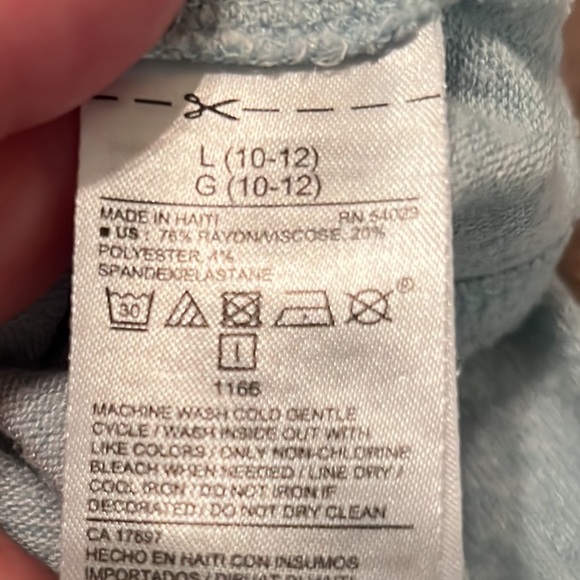 L (10-12)
G (10-12)
MADE IN HAITI RN 54023
■ US : 76% RAYON/VISCOSE, 20%
POLYESTER, 4%
SPANDEX/ELASTANE
30
®
1166
MACHINE WASH COLD GENTLE
CYCLE / WASH INSIDE OUT WITH
LIKE COLORS / ONLY NON-CHLORINE
BLEACH WHEN NEEDED / LINE DRY /
COOL IRON / DO NOT IRON IF
DECORATED / DO NOT DRY CLEAN
CA 17897
HECHO EN HAITI CON INSUMOS
IMPORTADOS /